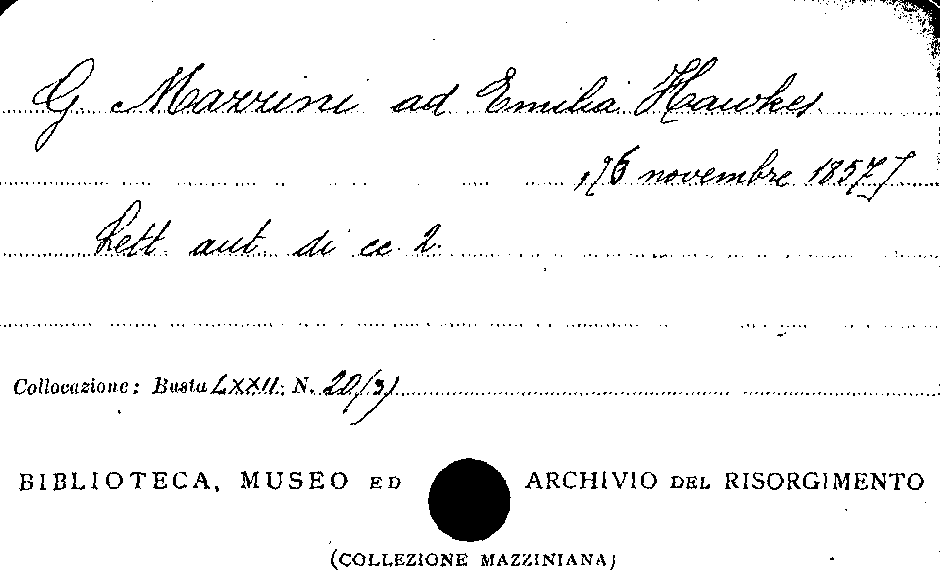 G Mazzini ad Emilia Hawkes
novembre 1857]
Lett. aut. di cc. 2.
Collocazione: Busta LXXII. N. 20/3)
BIBLIOTECA, MUSEO ED ARCHIVIO DEL RISORGIMENTO
(COLLEZIONE MAZZINIANA)